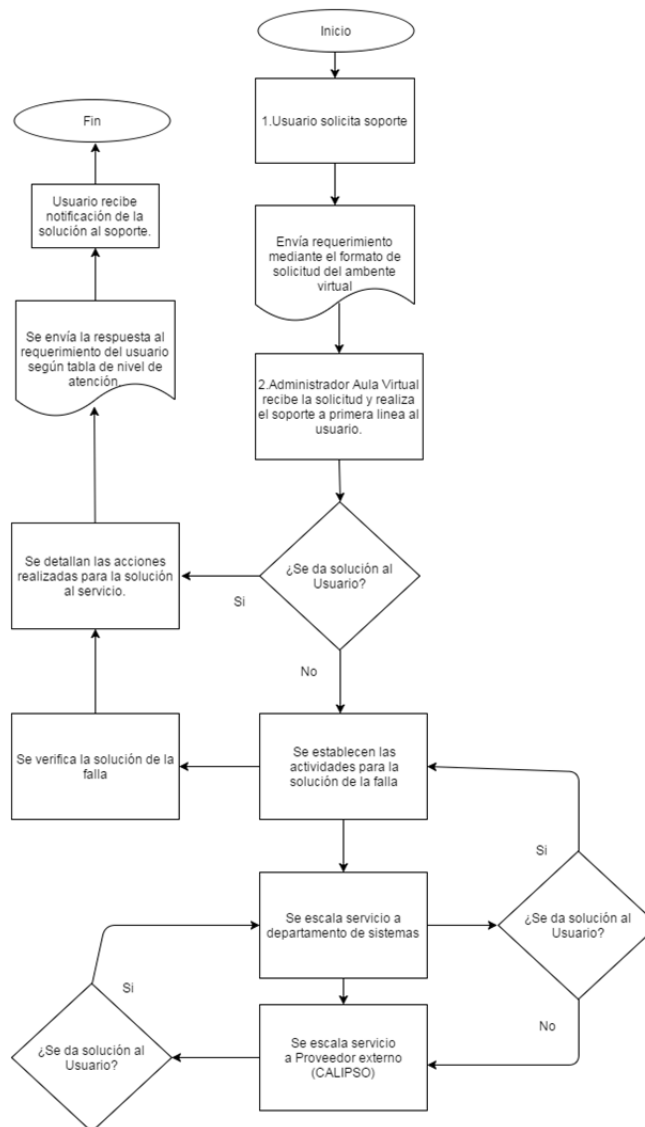 Inicio
1.Usuario solicita soporte
Envía requerimiento
mediante el formato de
solicitud del ambente
virtual
2.Administrador Aula Virtual
recibe la solicitud y realiza
el soporte a primera linea al
usuario.
¿Se da solución al
Usuario?
Si
No
Fin
Usuario recibe
notificación de la
solución al soporte.
Se envía la respuesta al
requerimiento del usuario
según tabla de nivel de
atención.
Se detallan las acciones
realizadas para la solución
al servicio.
Se verifica la solución de la
falla
Se establecen las
actividades para la
solución de la falla
Si
¿Se da solución al
Usuario?
No
Se escala servicio a
departamento de sistemas
Si
¿Se da solución al
Usuario?
Se escala servicio
a Proveedor externo
(CALIPSO)